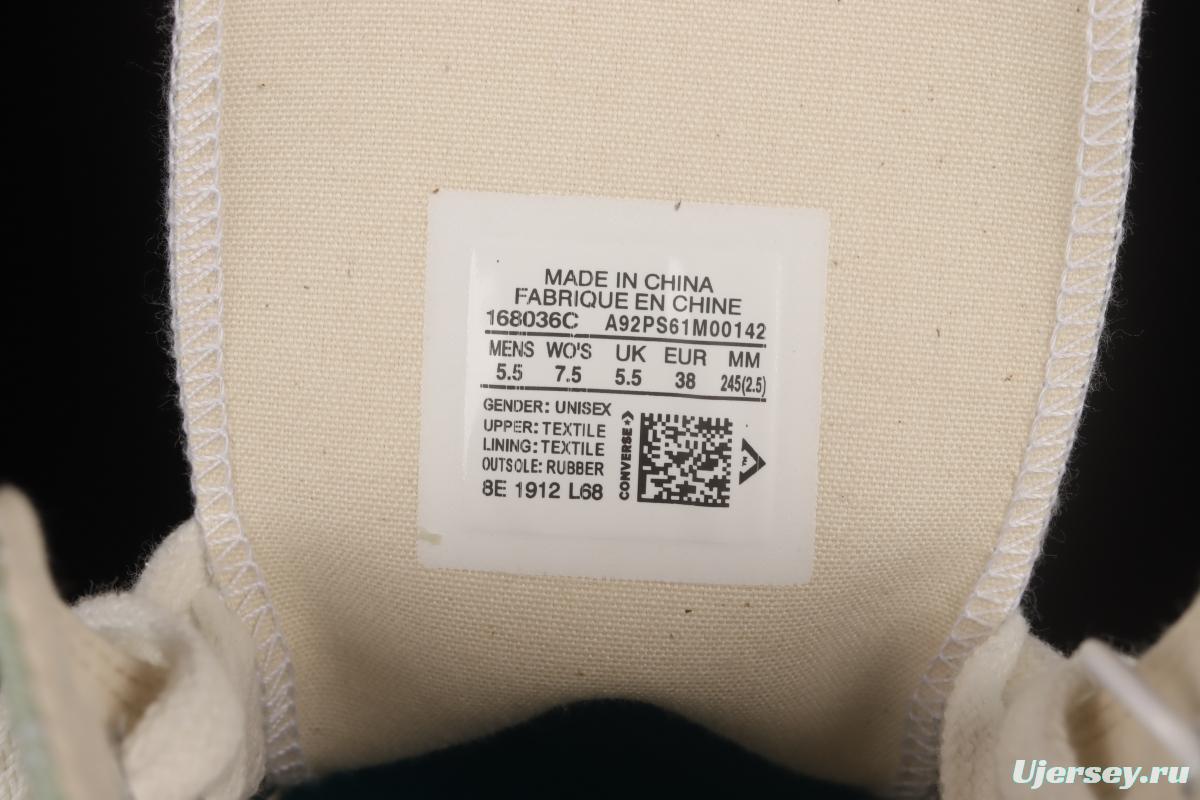 MADE IN CHINA
FABRIQUE EN CHINE
168036C A92PS61M00142
MENS WO'S UK EUR MM
5.5 7.5 5.5 38 245(2.5)
GENDER: UNISEX
UPPER: TEXTILE
LINING: TEXTILE
OUTSOLE: RUBBER
8E 1912 L68
CONVERSE
Ujersey.ru